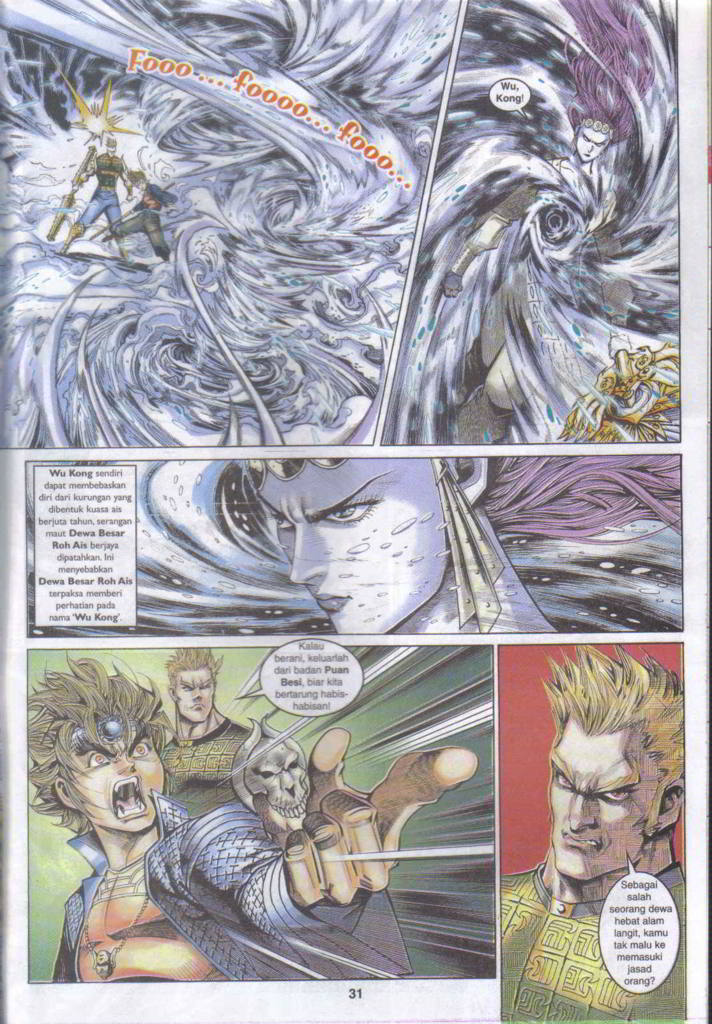 Fooo....foooo...fooo...
Wu,
Kong!
Wu Kong sendiri
dapat membebaskan
diri dari kurungan yang
dibentuk kuasa ais
berjuta tahun, serangan
maut Dewa Besar
Roh Ais berjaya
dipatahkan. Ini
menyebabkan
Dewa Besar Roh Ais
terpaksa memberi
perhatian pada
nama 'Wu Kong'.
Kalau
berani, keluarlah
dari badan Puan
Besi, biar kita
bertarung habis-
habisan!
Sebagai
salah
seorang dewa
hebat alam
langit, kamu
tak malu ke
memasuki
jasad
orang?
31